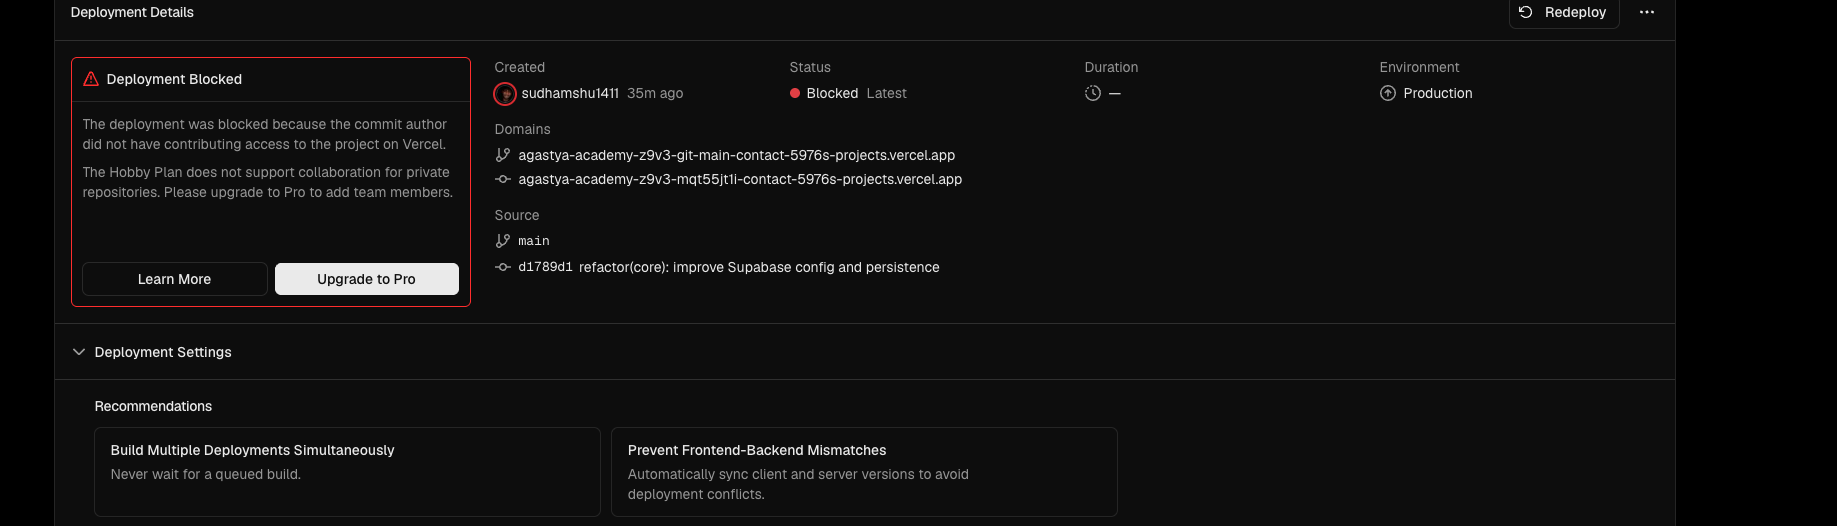 Deployment Details
Redeploy
Deployment Blocked
The deployment was blocked because the commit author
did not have contributing access to the project on Vercel.
The Hobby Plan does not support collaboration for private
repositories. Please upgrade to Pro to add team members.
Learn More
Upgrade to Pro
Created
sudhamshu1411 35m ago
Status
Blocked Latest
Duration
—
Environment
Production
Domains
agastya-academy-z9v3-git-main-contact-5976s-projects.vercel.app
agastya-academy-z9v3-mqt55jt1i-contact-5976s-projects.vercel.app
Source
main
d1789d1 refactor(core): improve Supabase config and persistence
Deployment Settings
Recommendations
Build Multiple Deployments Simultaneously
Never wait for a queued build.
Prevent Frontend-Backend Mismatches
Automatically sync client and server versions to avoid
deployment conflicts.